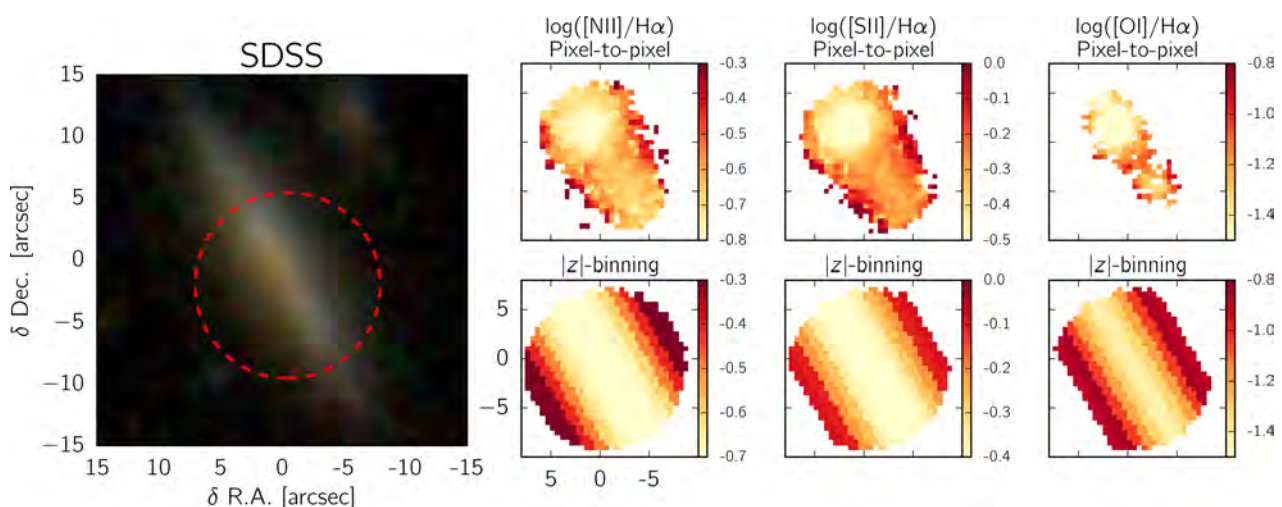 SDSS
15
10
5
0
−5
−10
−15
δ Dec. [arcsec]
15 10 5 0 -5 -10 -15
δ R.A. [arcsec]
log([NII]/Hα)
Pixel-to-pixel
-0.3
-0.4
-0.5
-0.6
-0.7
-0.8
log([SII]/Hα)
Pixel-to-pixel
0.0
-0.1
-0.2
-0.3
-0.4
-0.5
log([OI]/Hα)
Pixel-to-pixel
-0.8
-1.0
-1.2
-1.4
|z|-binning
5
0
−5
5 0 -5
-0.3
-0.4
-0.5
-0.6
-0.7
|z|-binning
0.0
-0.1
-0.2
-0.3
-0.4
|z|-binning
-0.8
-1.0
-1.2
-1.4